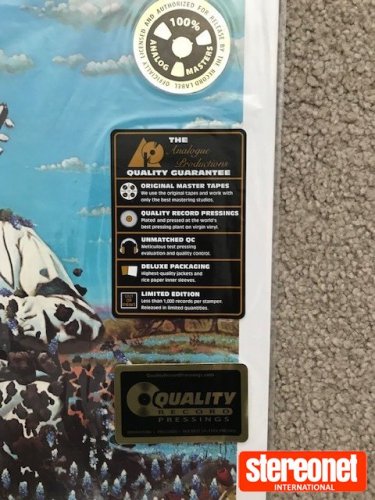 OFFICIALLY LICENSED AND AUTHORIZED FOR RELEASE BY THE RECORD LABEL
100%
ANALOG
MASTERS
THE
Analogue
Productions
QUALITY GUARANTEE
ORIGINAL MASTER TAPES
We use the original tapes and work with
only the best mastering studios.
QUALITY RECORD PRESSINGS
Plated and pressed at the world's
best pressing plant on virgin vinyl.
UNMATCHED QC
Meticulous test pressing
evaluation and quality control.
DELUXE PACKAGING
Highest-quality jackets and
rice paper inner sleeves.
LIMITED EDITION
Less than 1,000 records per stamper.
Released in limited quantities.
QualityRecordPressings.com
QUALITY
RECORD
PRESSINGS
stereonet
INTERNATIONAL